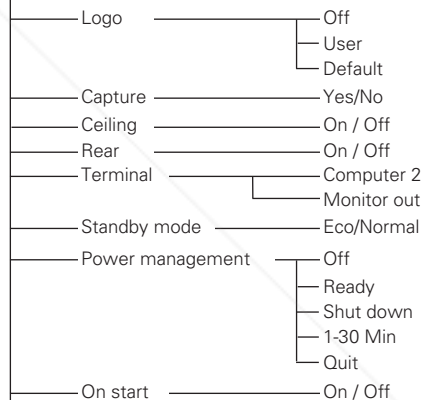 Logo Off
User
Default
Capture Yes/No
Ceiling On / Off
Rear On / Off
Terminal Computer 2
Monitor out
Standby mode Eco/Normal
Power management Off
Ready
Shut down
1-30 Min
Quit
On start On / Off